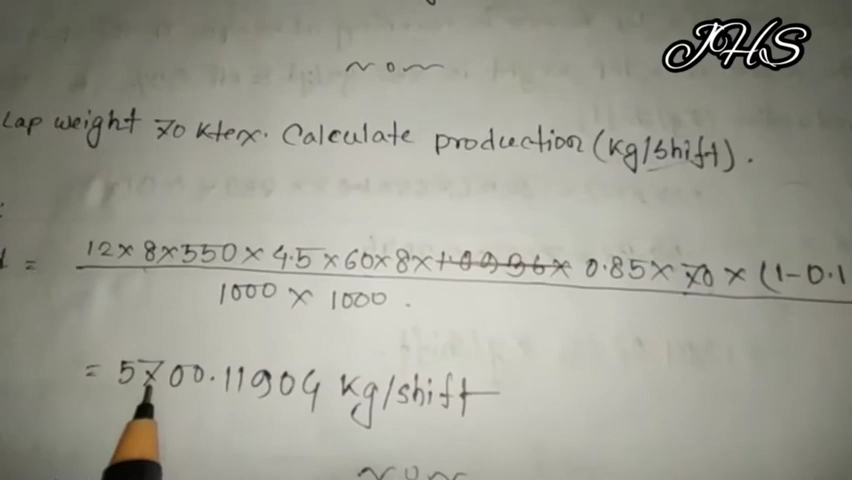 JHS
Lap weight 70 Ktex. Calculate production (Kg/shift).
= 12 × 8 × 550 × 4.5 × 60 × 8 × 0.85 × 70 × (1-0.1
1000 × 1000.
= 5700.11904 Kg/shift